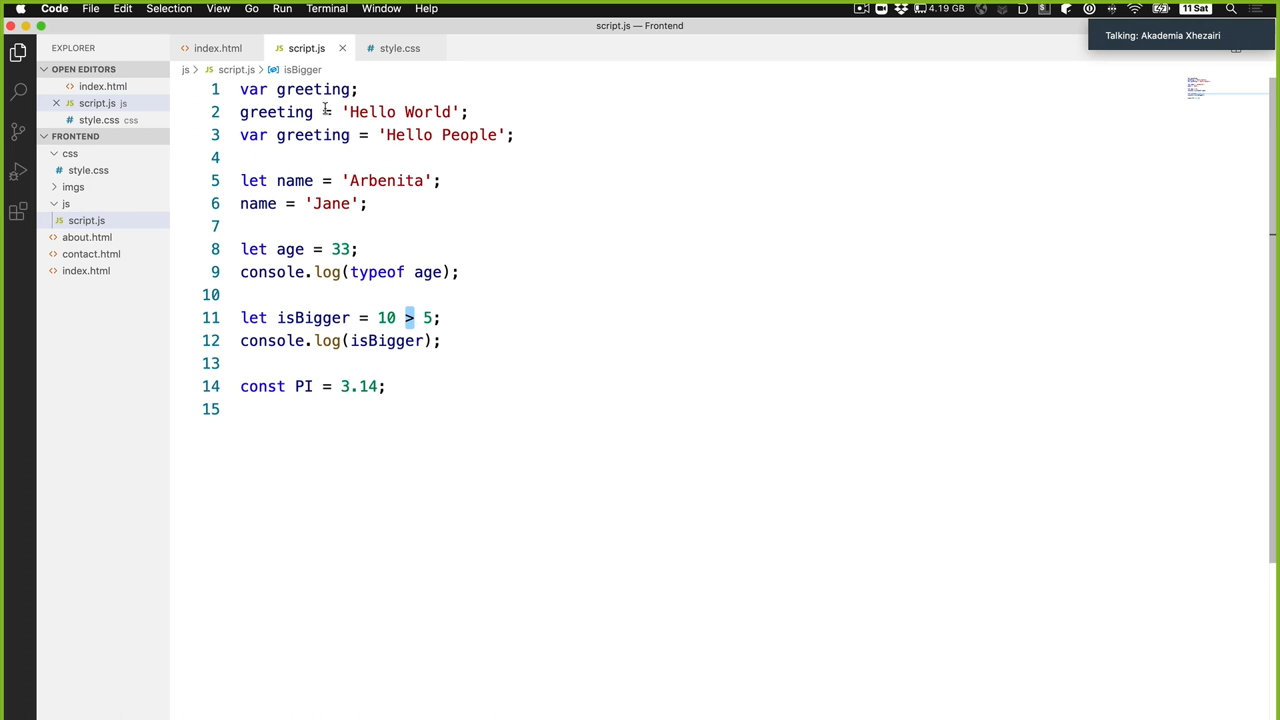 Code File Edit Selection View Go Run Terminal Window Help 4.19 GB 11 Sat
script.js — Frontend
Talking: Akademia Xhezairi
EXPLORER
index.html script.js style.css
OPEN EDITORS
index.html
script.js js
style.css css
FRONTEND
css
style.css
imgs
js
JS script.js
about.html
contact.html
index.html
js > JS script.js > isBigger
1 var greeting;
2 greeting = 'Hello World';
3 var greeting = 'Hello People';
4
5 let name = 'Arbenita';
6 name = 'Jane';
7
8 let age = 33;
9 console.log(typeof age);
10
11 let isBigger = 10 > 5;
12 console.log(isBigger);
13
14 const PI = 3.14;
15